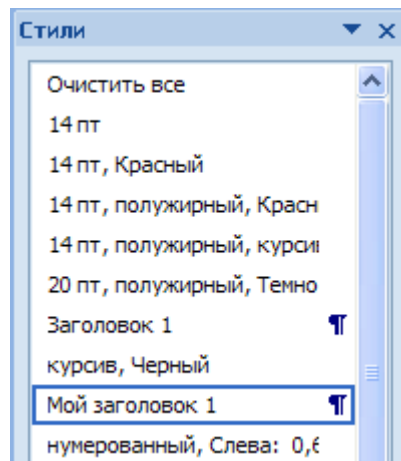 Стили
Очистить все
14 пт
14 пт, Красный
14 пт, полужирный, Красн
14 пт, полужирный, курси
20 пт, полужирный, Темно
Заголовок 1 ¶
курсив, Черный
Мой заголовок 1 ¶
нумерованный, Слева: 0,6